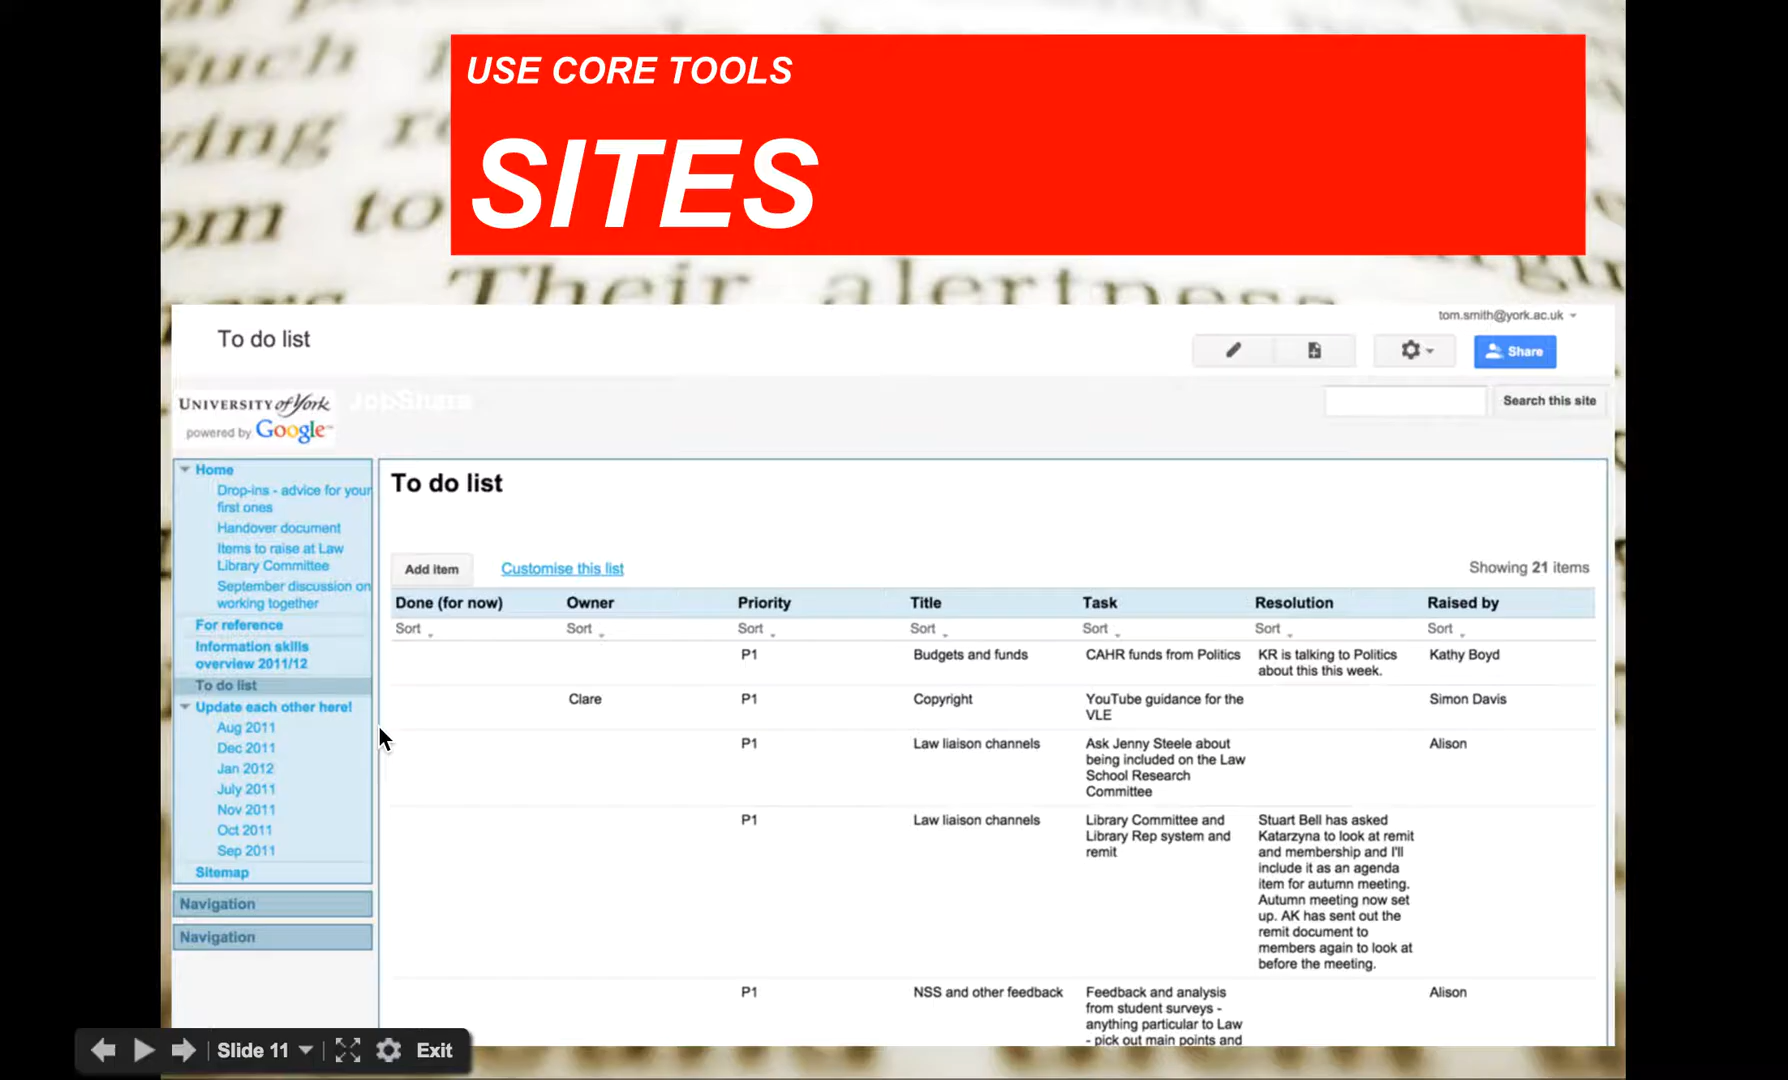 Such
ving
om to
Their alertness
USE CORE TOOLS
SITES
tom.smith@york.ac.uk
To do list
Share
UNIVERSITY of York
powered by Google™
JobShare
Search this site
Home
Drop-ins - advice for your
first ones
Handover document
Items to raise at Law
Library Committee
September discussion on
working together
For reference
Information skills
overview 2011/12
To do list
Update each other here!
Aug 2011
Dec 2011
Jan 2012
July 2011
Nov 2011
Oct 2011
Sep 2011
Sitemap
Navigation
Navigation
To do list
Add item Customise this list Showing 21 items
Done (for now) Owner Priority Title Task Resolution Raised by
Sort Sort Sort Sort Sort Sort Sort
P1 Budgets and funds CAHR funds from Politics KR is talking to Politics Kathy Boyd
about this this week.
Clare P1 Copyright YouTube guidance for the Simon Davis
VLE
P1 Law liaison channels Ask Jenny Steele about Alison
being included on the Law
School Research
Committee
P1 Law liaison channels Library Committee and Stuart Bell has asked
Library Rep system and Katarzyna to look at remit
remit and membership and I'll
include it as an agenda
item for autumn meeting.
Autumn meeting now set
up. AK has sent out the
remit document to
members again to look at
before the meeting.
P1 NSS and other feedback Feedback and analysis Alison
from student surveys -
anything particular to Law
- pick out main points and
Slide 11 Exit